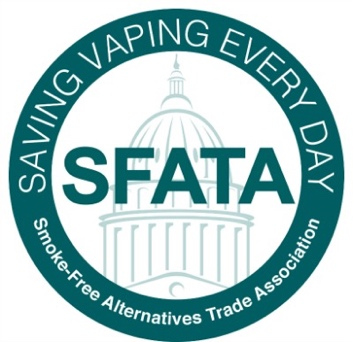 SAVING VAPING EVERY DAY
SFATA
Smoke-Free Alternatives Trade Association